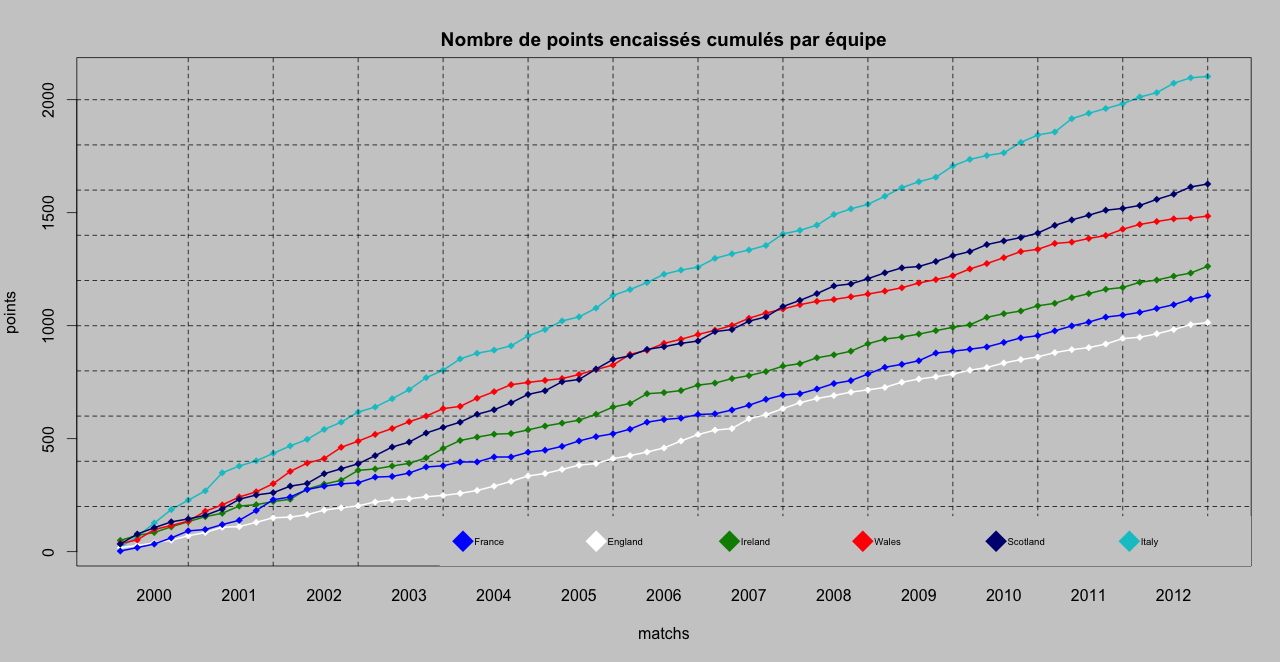 Nombre de points encaissés cumulés par équipe
2000
1500
1000
500
0
points
France England Ireland Wales Scotland Italy
2000 2001 2002 2003 2004 2005 2006 2007 2008 2009 2010 2011 2012
matchs